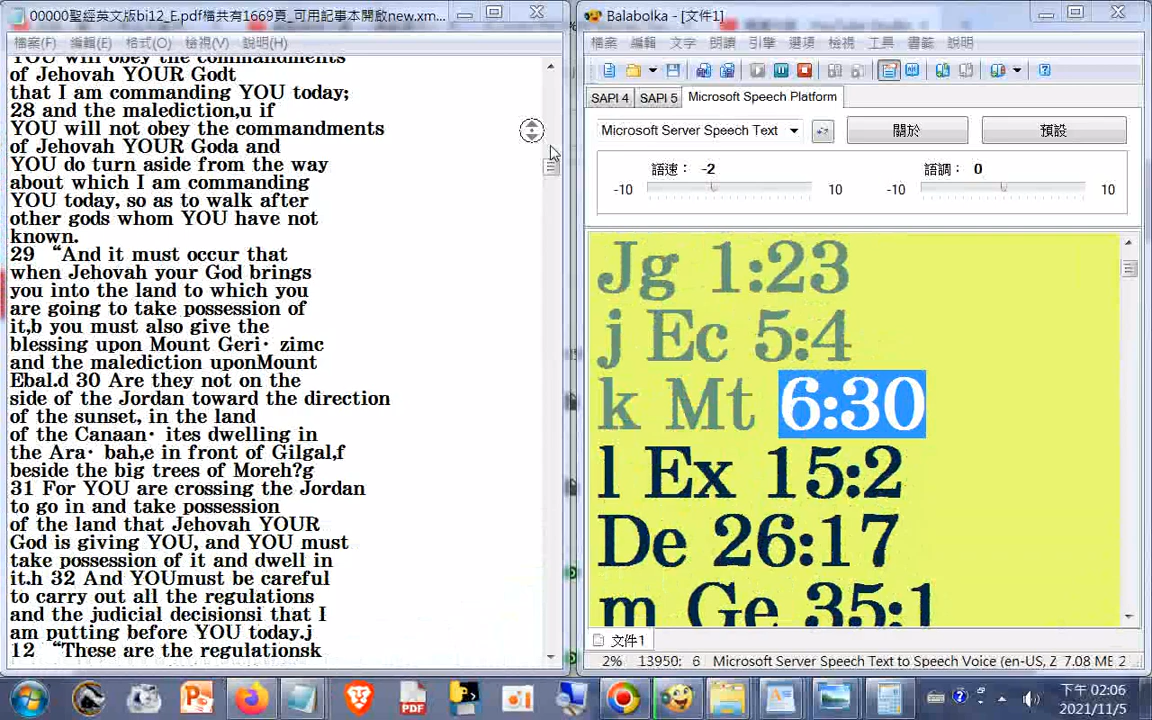 00000聖經英文版bi12_E.pdf檔共有1669頁_可用記事本開啟new.xm...
檔案(F) 編輯(E) 格式(O) 檢視(V) 說明(H)
YOU will obey the commandments
of Jehovah YOUR Godt
that I am commanding YOU today;
28 and the malediction,u if
YOU will not obey the commandments
of Jehovah YOUR Goda and
YOU do turn aside from the way
about which I am commanding
YOU today, so as to walk after
other gods whom YOU have not
known.
29 “And it must occur that
when Jehovah your God brings
you into the land to which you
are going to take possession of
it,b you must also give the
blessing upon Mount Geri· zimc
and the malediction uponMount
Ebal.d 30 Are they not on the
side of the Jordan toward the direction
of the sunset, in the land
of the Canaan· ites dwelling in
the Ara· bah,e in front of Gilgal,f
beside the big trees of Moreh?g
31 For YOU are crossing the Jordan
to go in and take possession
of the land that Jehovah YOUR
God is giving YOU, and YOU must
take possession of it and dwell in
it.h 32 And YOUmust be careful
to carry out all the regulations
and the judicial decisionsi that I
am putting before YOU today.j
12 “These are the regulationsk
Balabolka - [文件1]
檔案 編輯 文字 朗讀 引擎 選項 檢視 工具 書籤 說明
SAPI 4 SAPI 5 Microsoft Speech Platform
Microsoft Server Speech Text 關於 預設
語速： -2 語調： 0
-10 10 -10 10
Jg 1:23
j Ec 5:4
k Mt 6:30
l Ex 15:2
De 26:17
m Ge 35:1
文件1
2% 13950: 6 Microsoft Server Speech Text to Speech Voice (en-US, Z 7.08 ME 2
PDF
下午 02:06
2021/11/5